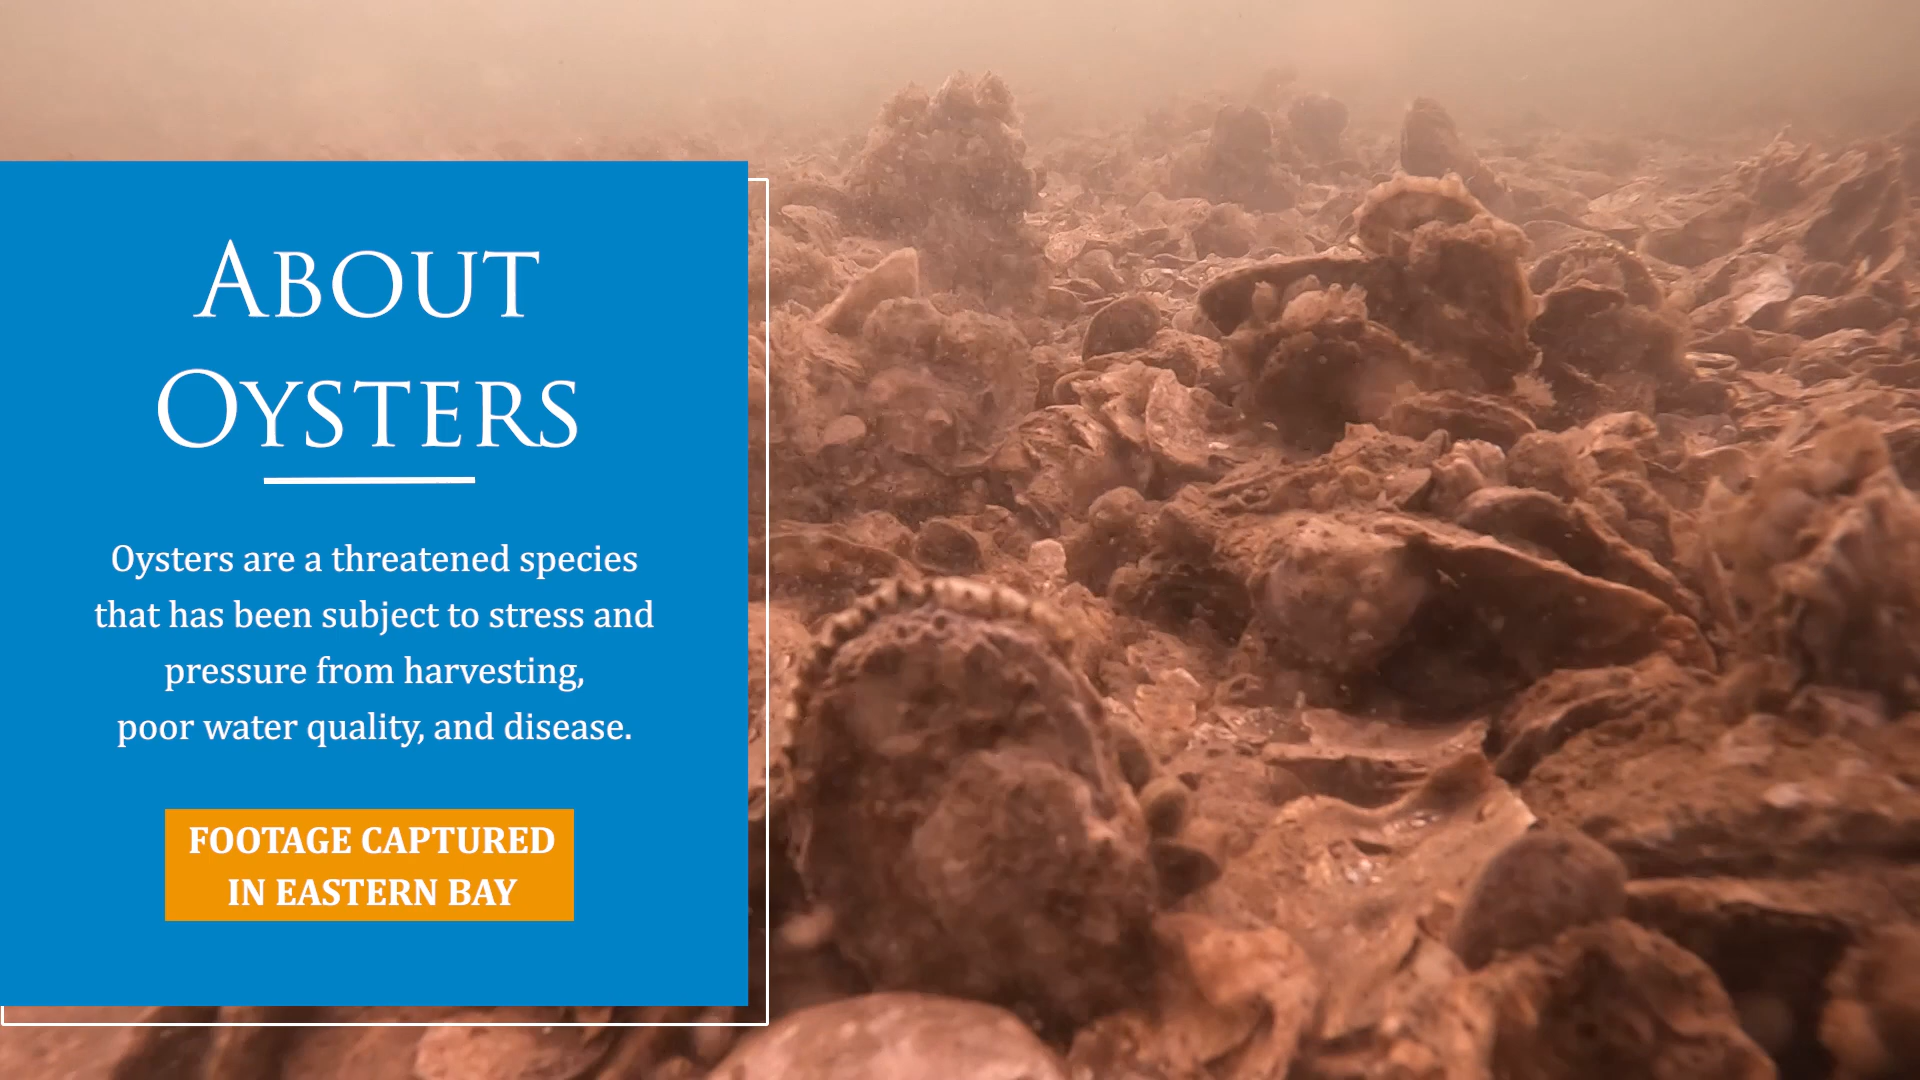 ABOUT
OYSTERS
Oysters are a threatened species
that has been subject to stress and
pressure from harvesting,
poor water quality, and disease.
FOOTAGE CAPTURED
IN EASTERN BAY